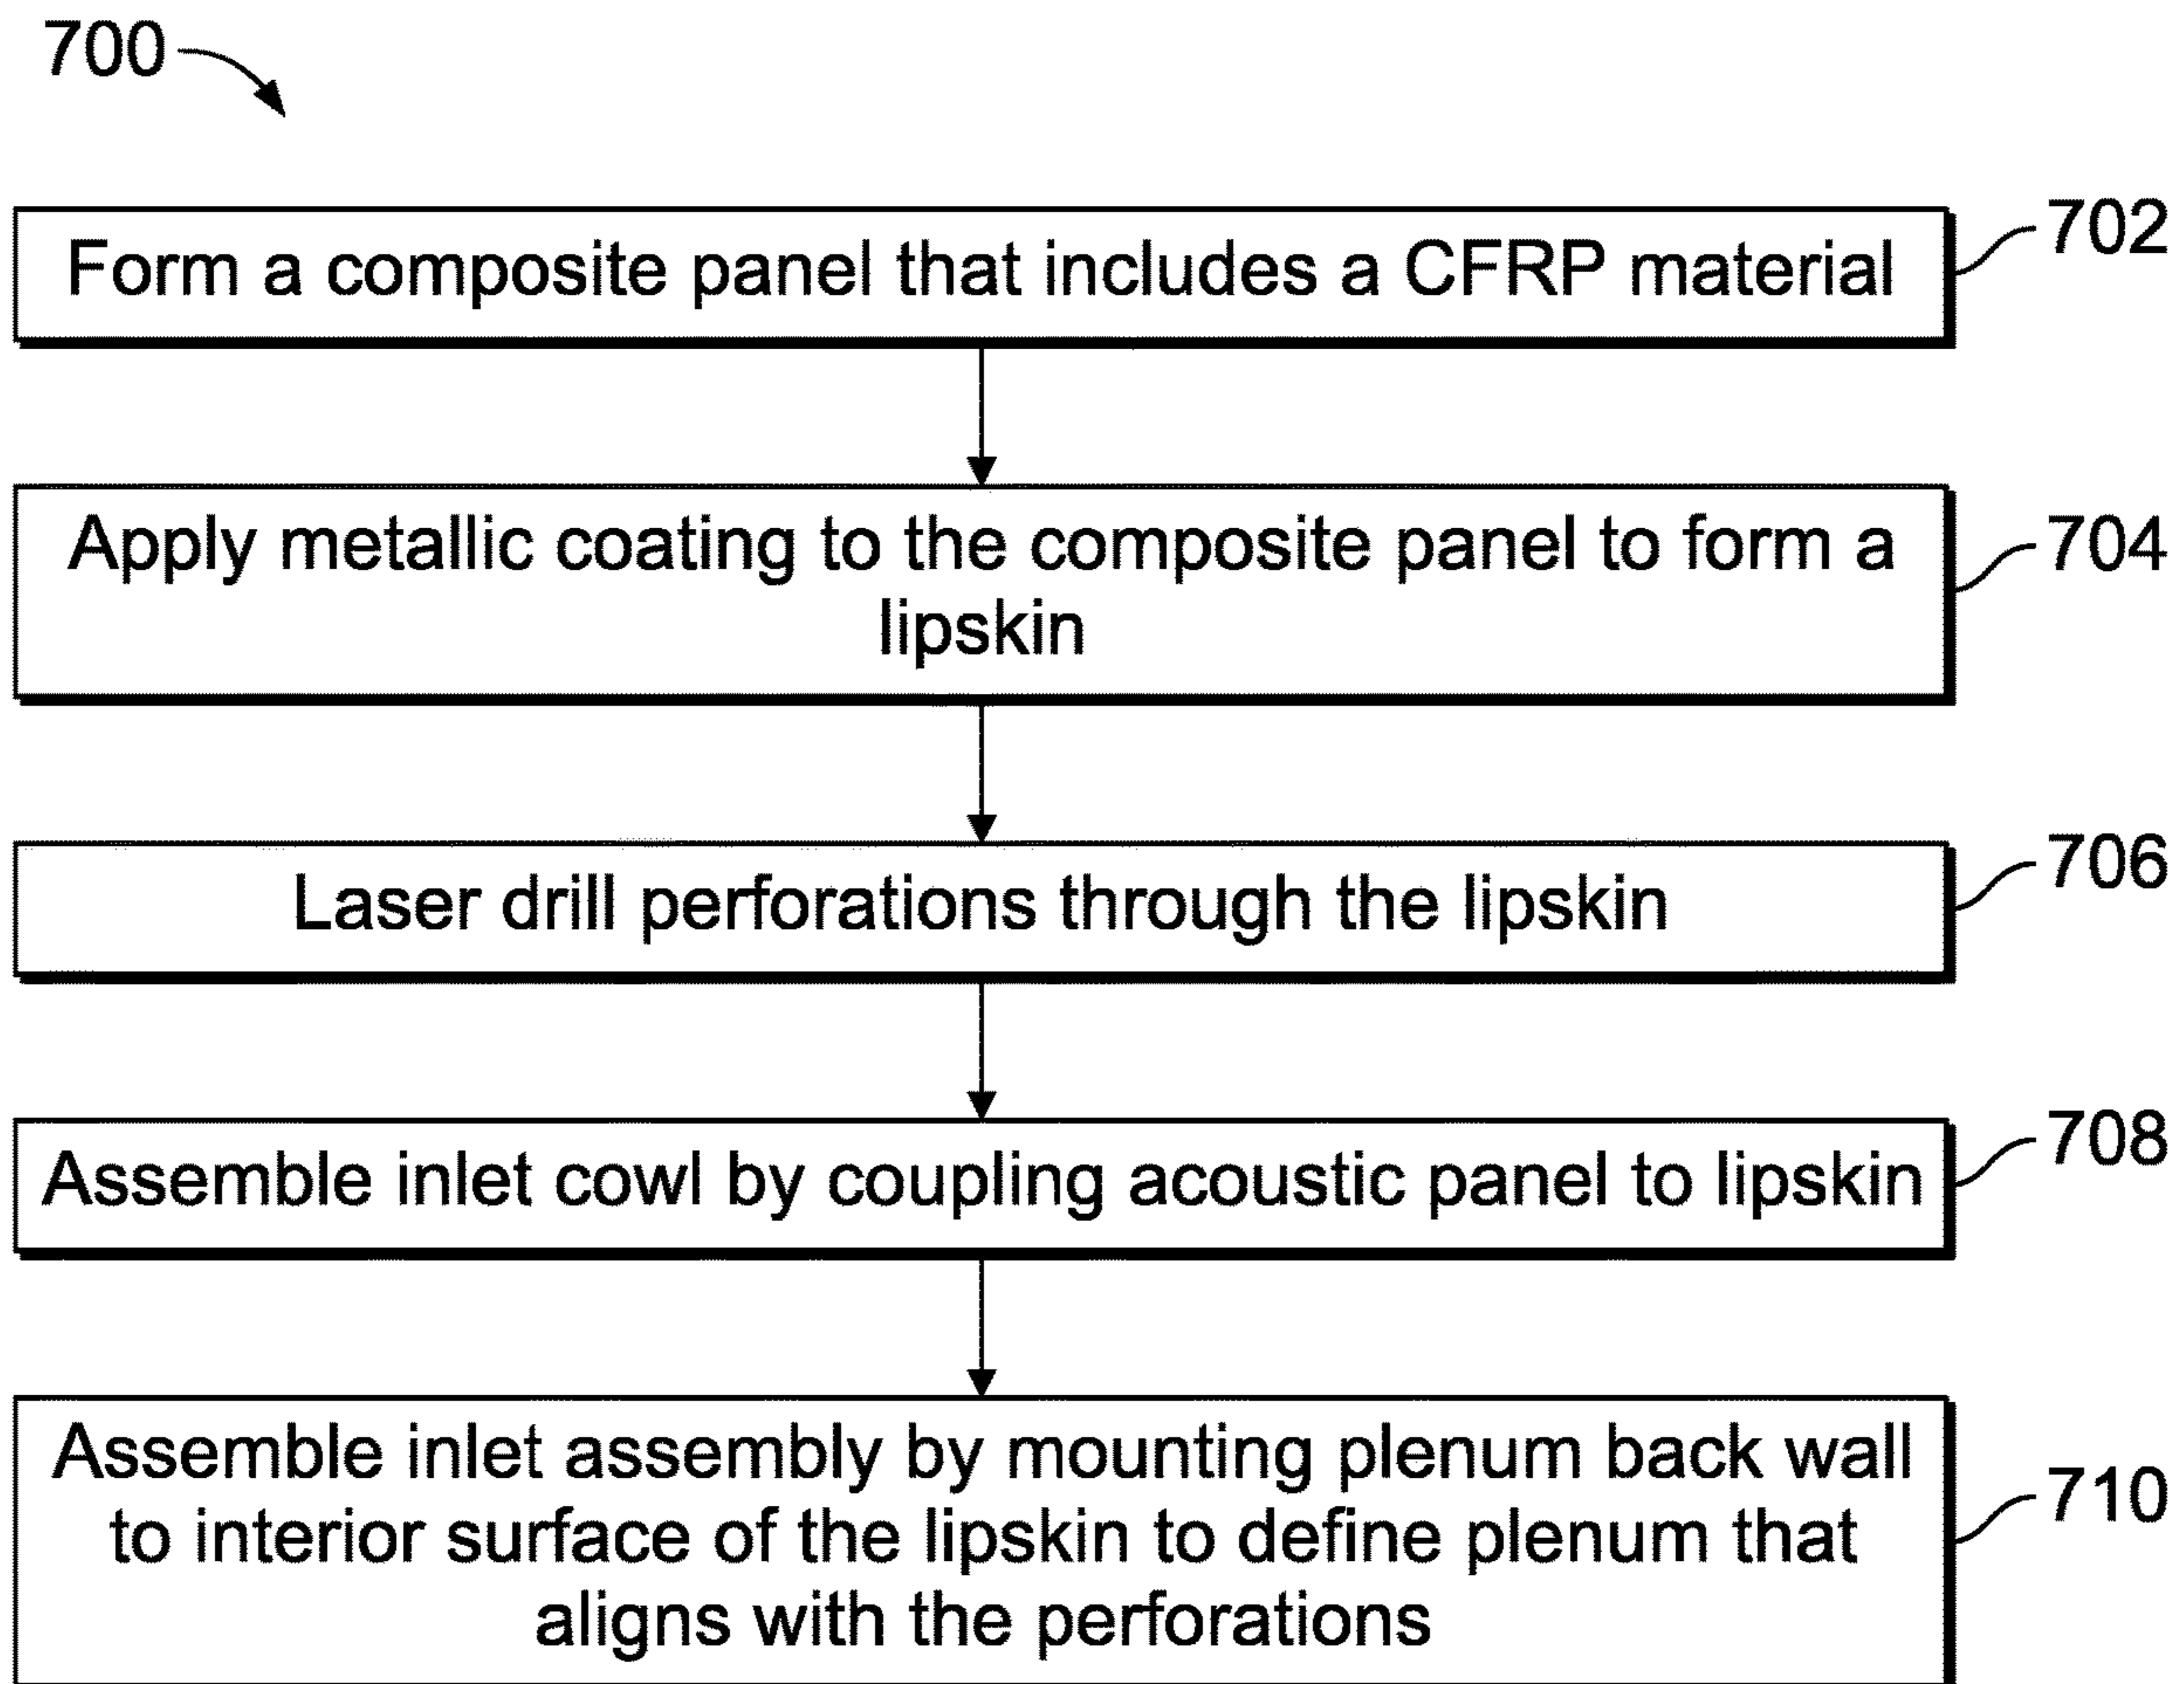 700
Form a composite panel that includes a CFRP material
702
Apply metallic coating to the composite panel to form a
lipskin
704
Laser drill perforations through the lipskin
706
Assemble inlet cowl by coupling acoustic panel to lipskin
708
Assemble inlet assembly by mounting plenum back wall
to interior surface of the lipskin to define plenum that
aligns with the perforations
710